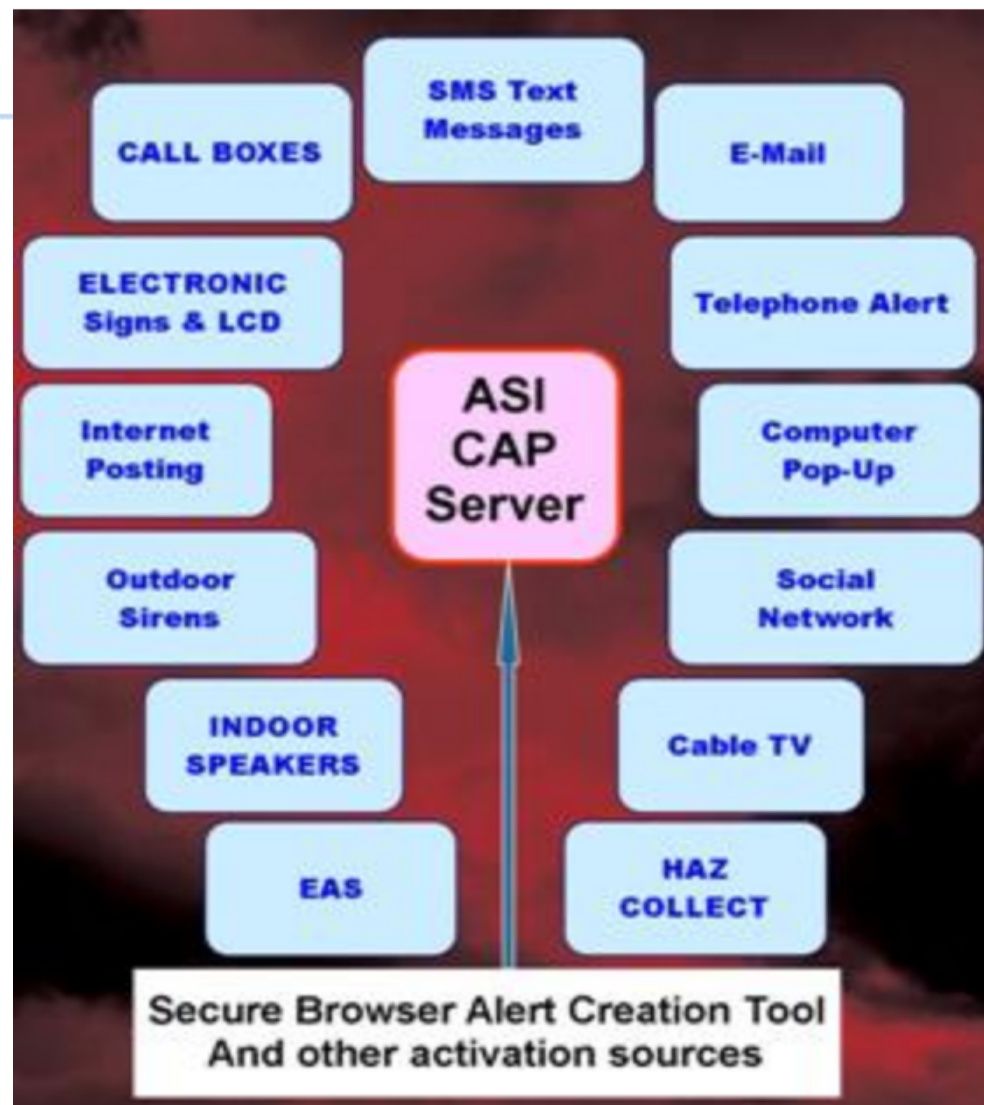 SMS Text
Messages
CALL BOXES
E-Mail
ELECTRONIC
Signs & LCD
Telephone Alert
ASI
CAP
Server
Internet
Posting
Computer
Pop-Up
Outdoor
Sirens
Social
Network
INDOOR
SPEAKERS
Cable TV
EAS
HAZ
COLLECT
Secure Browser Alert Creation Tool
And other activation sources